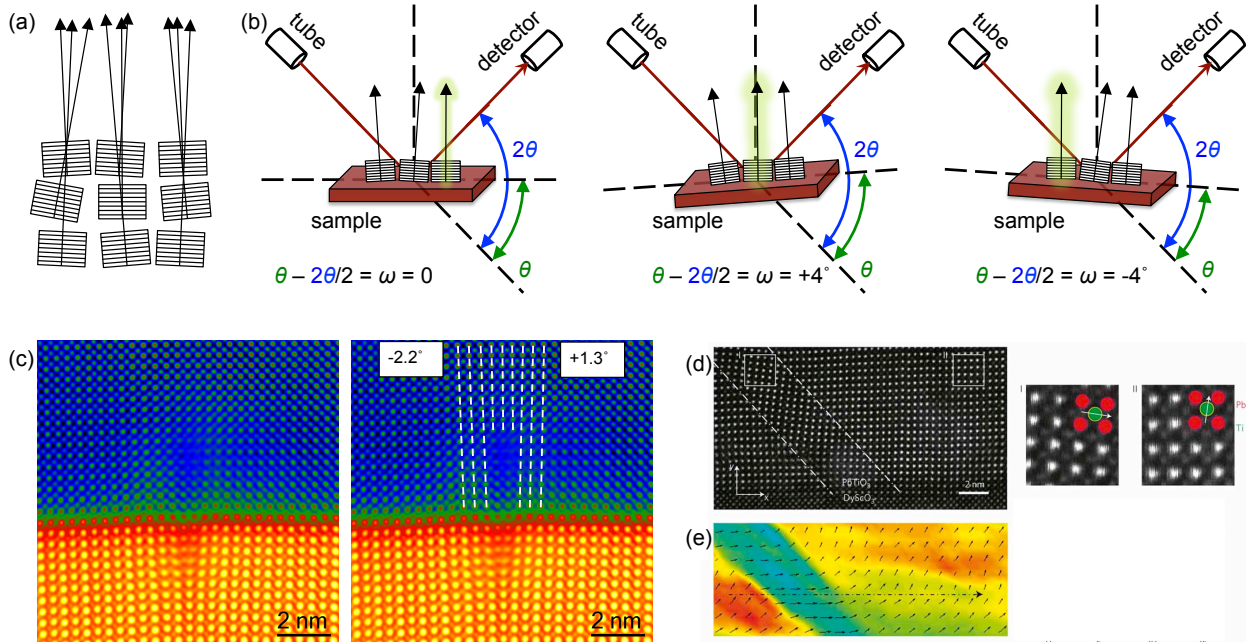 (a)
(b)
tube
detector
2θ
θ
sample
θ – 2θ/2 = ω = 0
tube
detector
2θ
θ
sample
θ – 2θ/2 = ω = +4˚
tube
detector
2θ
θ
sample
θ – 2θ/2 = ω = -4˚
(c)
2 nm
-2.2˚
+1.3˚
2 nm
(d)
I
II
y
x
PbTiO3
DyScO3
2 nm
I
II
Pb
Ti
(e)